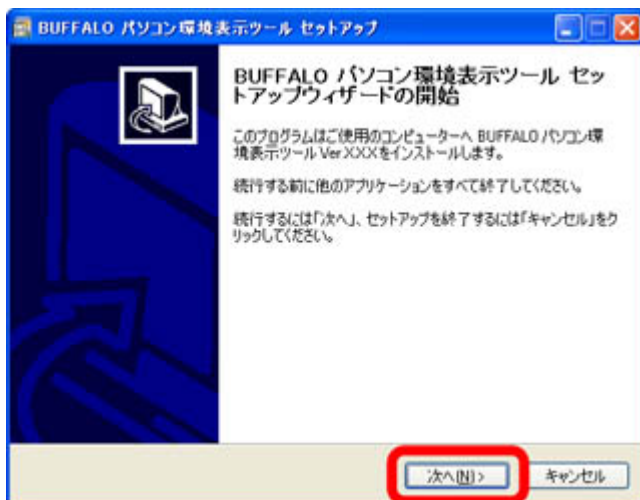 BUFFALO パソコン環境表示ツール セットアップ
BUFFALO パソコン環境表示ツール セッ
トアップウィザードの開始
このプログラムはご使用のコンピューターへ BUFFALO パソコン環
境表示ツール Ver.XXXをインストールします。
続行する前に他のアプリケーションをすべて終了してください。
続行するには「次へ」、セットアップを終了するには「キャンセル」をク
リックしてください。
次へ(N) >
キャンセル